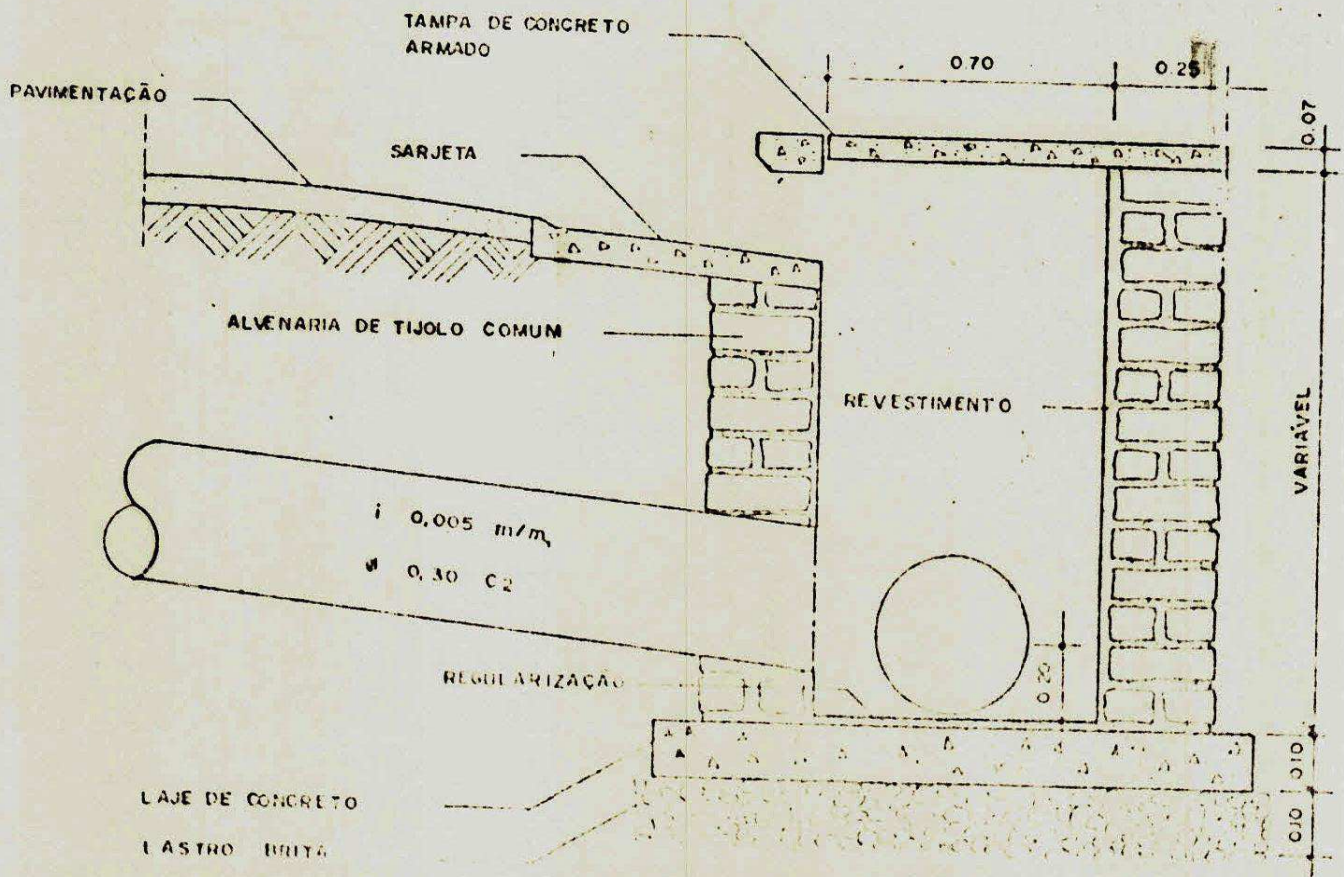 TAMPA DE CONCRETO
ARMADO
0.70
0.25
PAVIMENTAÇÃO
0.07
SARJETA
ALVENARIA DE TIJOLO COMUM
REVESTIMENTO
VARIÁVEL
i 0,005 m/m
0,30 C2
REGULARIZAÇÃO
0.20
LAJE DE CONCRETO
0.10
LASTRO BRITA
0.10